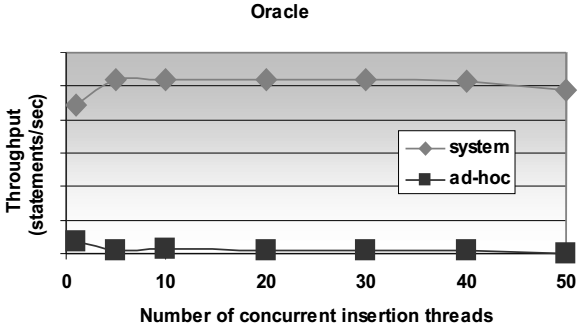 Oracle
Throughput
(statements/sec)
system
ad-hoc
0 10 20 30 40 50
Number of concurrent insertion threads